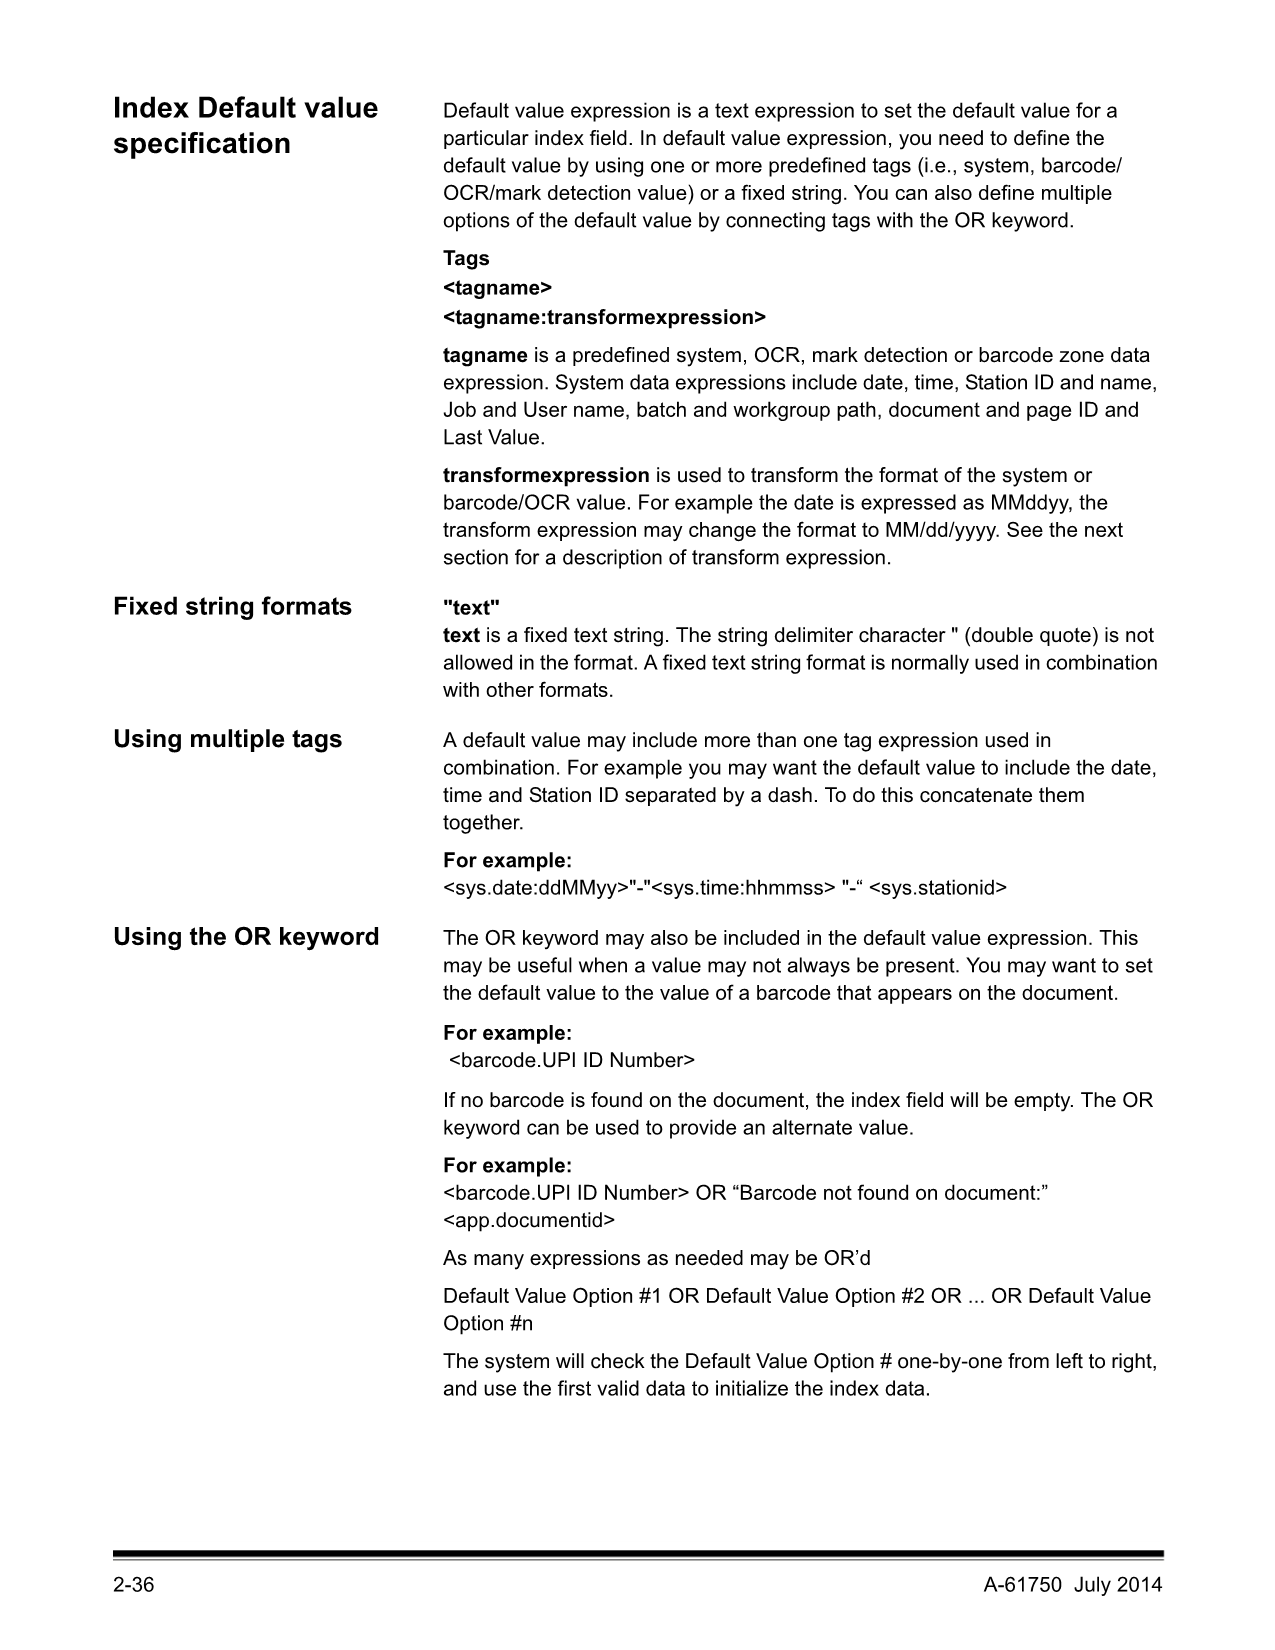 Index Default value
specification
Default value expression is a text expression to set the default value for a
particular index field. In default value expression, you need to define the
default value by using one or more predefined tags (i.e., system, barcode/
OCR/mark detection value) or a fixed string. You can also define multiple
options of the default value by connecting tags with the OR keyword.
Tags
<tagname>
<tagname:transformexpression>
tagname is a predefined system, OCR, mark detection or barcode zone data
expression. System data expressions include date, time, Station ID and name,
Job and User name, batch and workgroup path, document and page ID and
Last Value.
transformexpression is used to transform the format of the system or
barcode/OCR value. For example the date is expressed as MMddyy, the
transform expression may change the format to MM/dd/yyyy. See the next
section for a description of transform expression.
Fixed string formats
"text"
text is a fixed text string. The string delimiter character " (double quote) is not
allowed in the format. A fixed text string format is normally used in combination
with other formats.
Using multiple tags
A default value may include more than one tag expression used in
combination. For example you may want the default value to include the date,
time and Station ID separated by a dash. To do this concatenate them
together.
For example:
<sys.date:ddMMyy>"-"<sys.time:hhmmss> "-“ <sys.stationid>
Using the OR keyword
The OR keyword may also be included in the default value expression. This
may be useful when a value may not always be present. You may want to set
the default value to the value of a barcode that appears on the document.
For example:
<barcode.UPI ID Number>
If no barcode is found on the document, the index field will be empty. The OR
keyword can be used to provide an alternate value.
For example:
<barcode.UPI ID Number> OR “Barcode not found on document:”
<app.documentid>
As many expressions as needed may be OR’d
Default Value Option #1 OR Default Value Option #2 OR ... OR Default Value
Option #n
The system will check the Default Value Option # one-by-one from left to right,
and use the first valid data to initialize the index data.
2-36
A-61750 July 2014